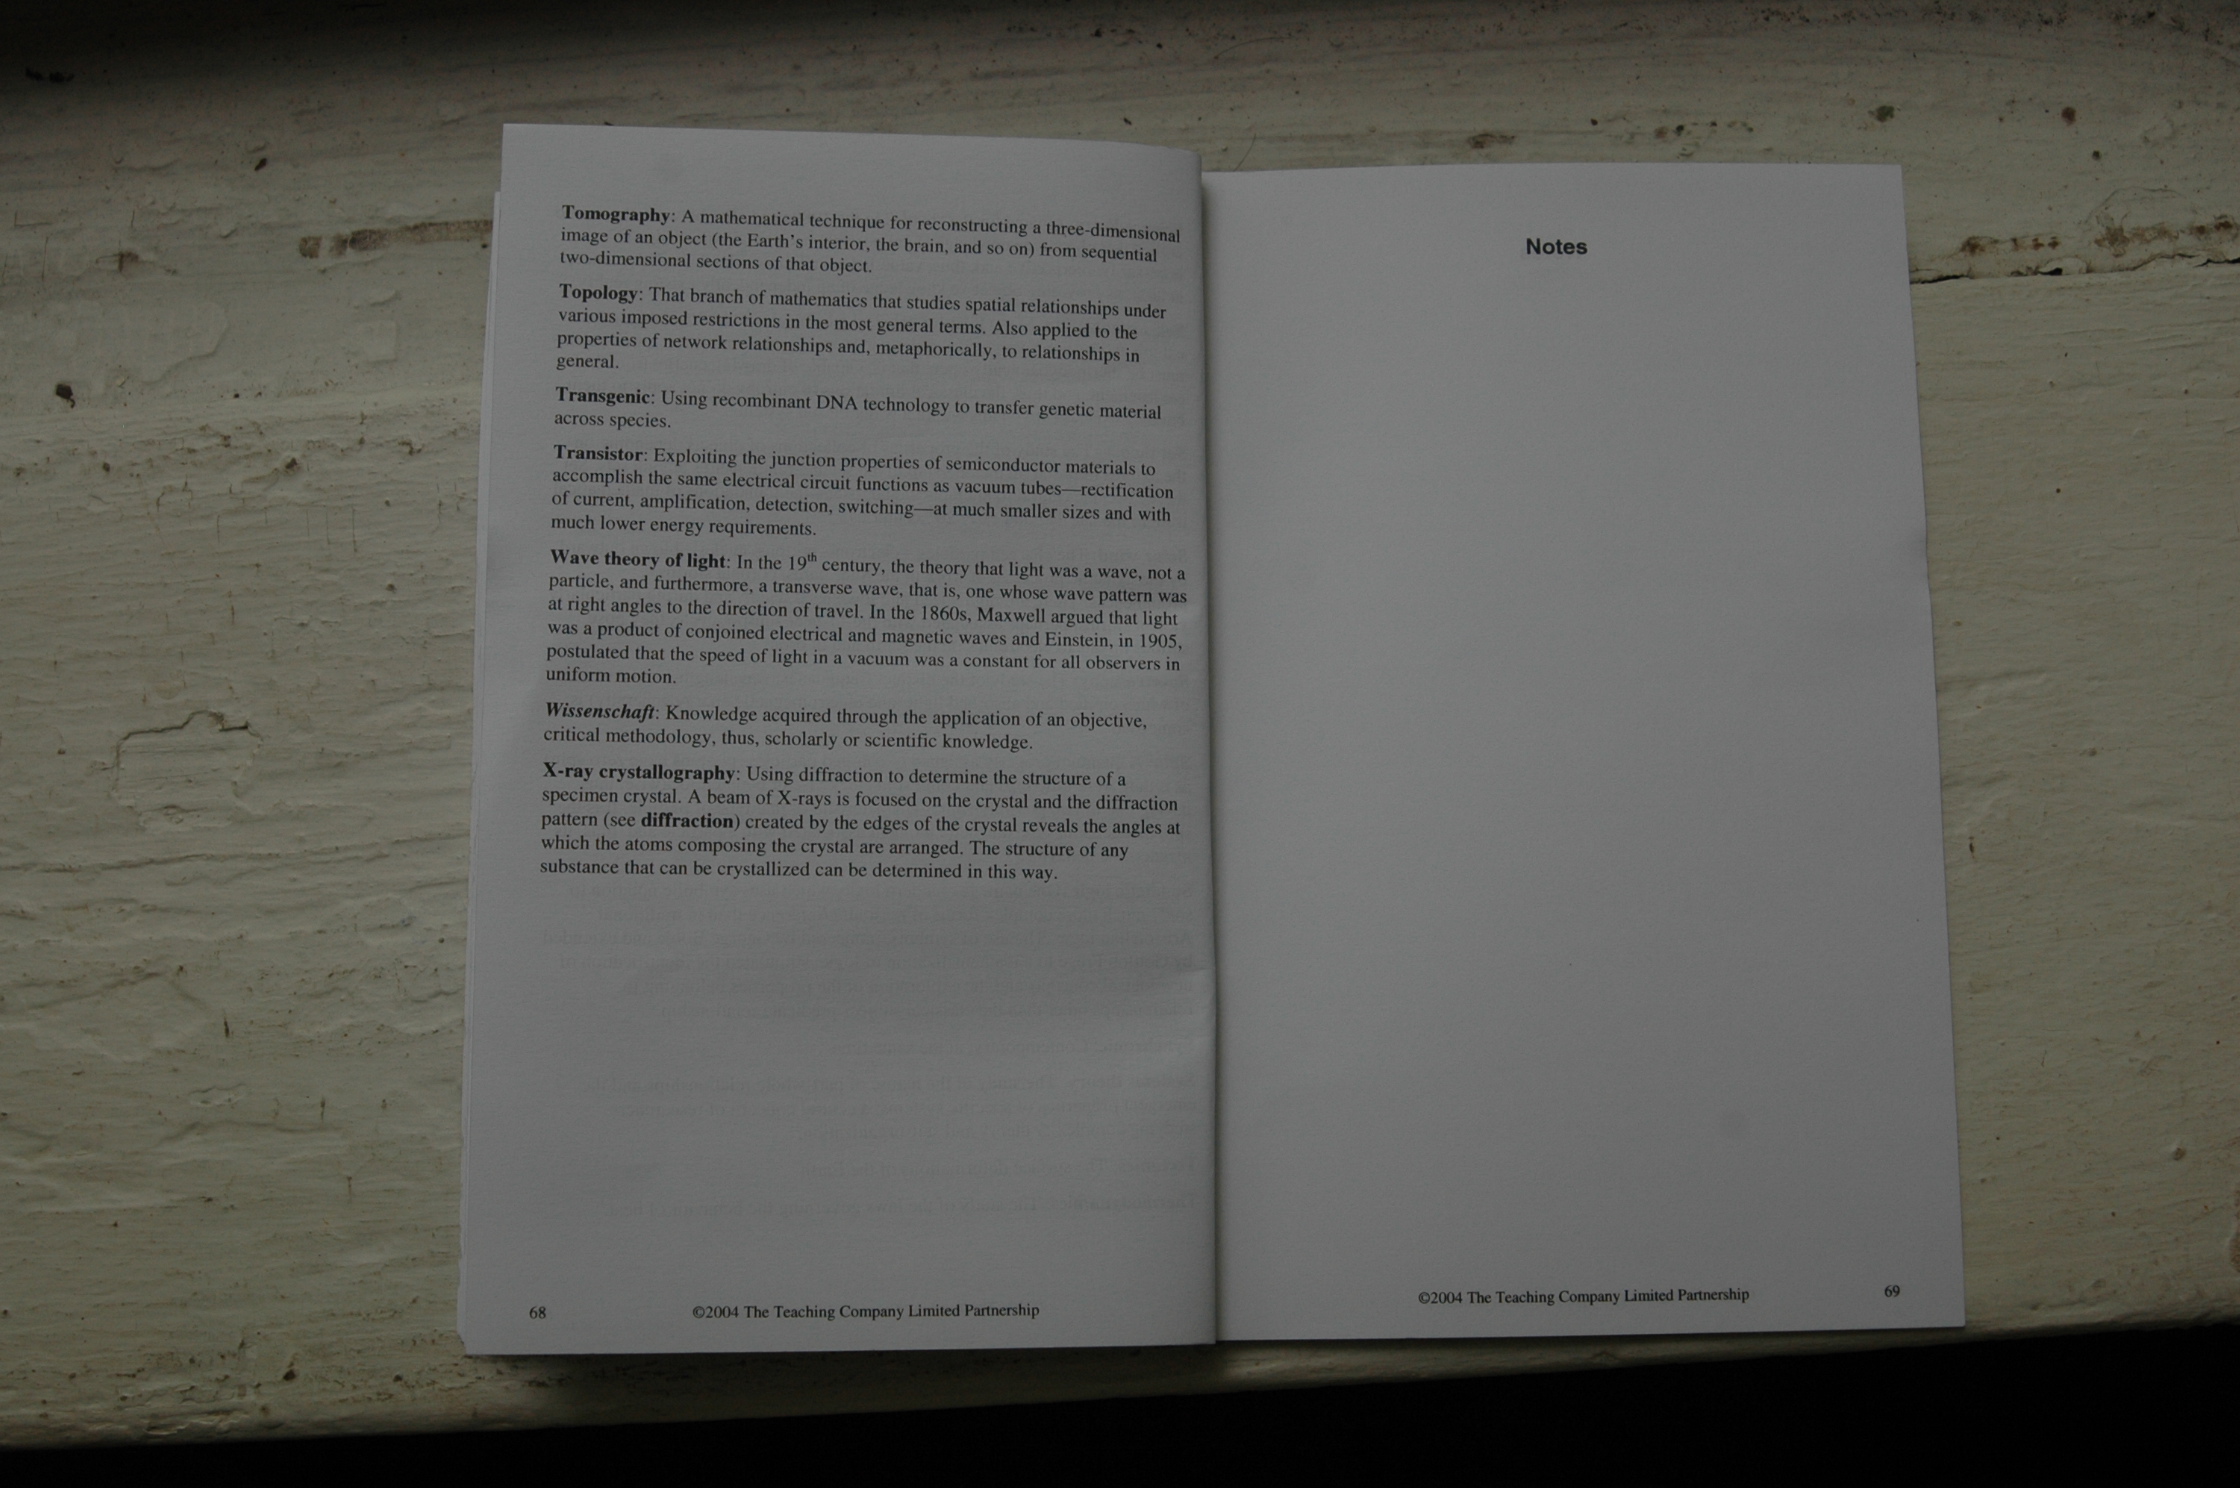 Tomography: A mathematical technique for reconstructing a three-dimensional
image of an object (the Earth's interior, the brain, and so on) from sequential
two-dimensional sections of that object.
Topology: That branch of mathematics that studies spatial relationships under
various imposed restrictions in the most general terms. Also applied to the
properties of network relationships and, metaphorically, to relationships in
general.
Transgenic: Using recombinant DNA technology to transfer genetic material
across species.
Transistor: Exploiting the junction properties of semiconductor materials to
accomplish the same electrical circuit functions as vacuum tubes—rectification
of current, amplification, detection, switching—at much smaller sizes and with
much lower energy requirements.
Wave theory of light: In the 19th century, the theory that light was a wave, not a
particle, and furthermore, a transverse wave, that is, one whose wave pattern was
at right angles to the direction of travel. In the 1860s, Maxwell argued that light
was a product of conjoined electrical and magnetic waves and Einstein, in 1905,
postulated that the speed of light in a vacuum was a constant for all observers in
uniform motion.
Wissenschaft: Knowledge acquired through the application of an objective,
critical methodology, thus, scholarly or scientific knowledge.
X-ray crystallography: Using diffraction to determine the structure of a
specimen crystal. A beam of X-rays is focused on the crystal and the diffraction
pattern (see diffraction) created by the edges of the crystal reveals the angles at
which the atoms composing the crystal are arranged. The structure of any
substance that can be crystallized can be determined in this way.
68 ©2004 The Teaching Company Limited Partnership
Notes
©2004 The Teaching Company Limited Partnership 69